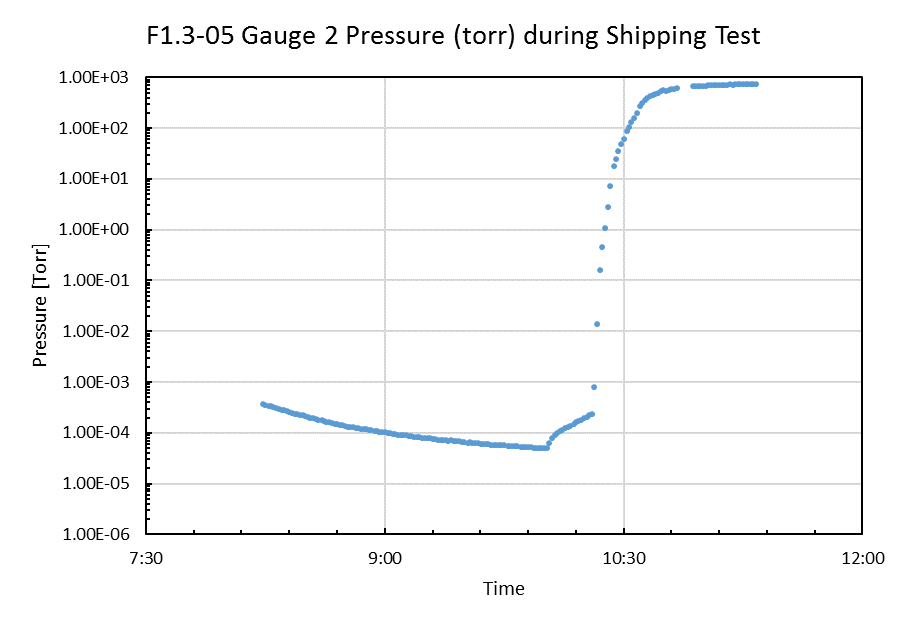 F1.3-05 Gauge 2 Pressure (torr) during Shipping Test
Pressure [Torr]
1.00E+03
1.00E+02
1.00E+01
1.00E+00
1.00E-01
1.00E-02
1.00E-03
1.00E-04
1.00E-05
1.00E-06
7:30 9:00 10:30 12:00
Time